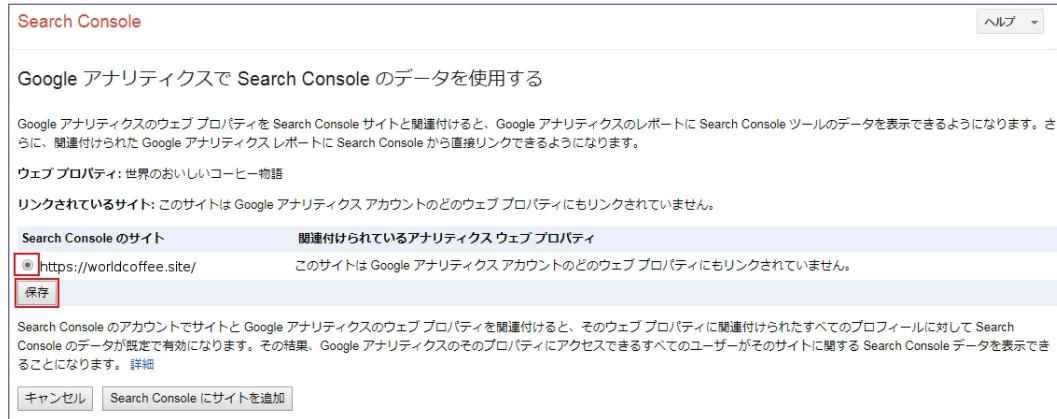 Search Console
ヘルプ
Google アナリティクスで Search Console のデータを使用する
Google アナリティクスのウェブ プロパティを Search Console サイトと関連付けると、Google アナリティクスのレポートに Search Console ツールのデータを表示できるようになります。さ
らに、関連付けられた Google アナリティクス レポートに Search Console から直接リンクできるようになります。
ウェブ プロパティ: 世界のおいしいコーヒー物語
リンクされているサイト: このサイトは Google アナリティクス アカウントのどのウェブ プロパティにもリンクされていません。
Search Console のサイト 関連付けられているアナリティクス ウェブ プロパティ
https://worldcoffee.site/ このサイトは Google アナリティクス アカウントのどのウェブ プロパティにもリンクされていません。
保存
Search Console のアカウントでサイトと Google アナリティクスのウェブ プロパティを関連付けると、そのウェブ プロパティに関連付けられたすべてのプロフィールに対して Search
Console のデータが既定で有効になります。その結果、Google アナリティクスのそのプロパティにアクセスできるすべてのユーザーがそのサイトに関する Search Console データを表示でき
ることになります。 詳細
キャンセル Search Console にサイトを追加